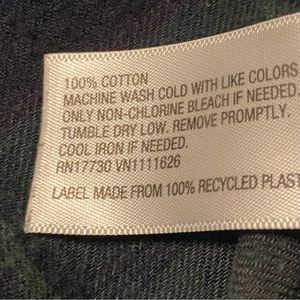 100% COTTON
MACHINE WASH COLD WITH LIKE COLORS
ONLY NON-CHLORINE BLEACH IF NEEDED.
TUMBLE DRY LOW. REMOVE PROMPTLY.
COOL IRON IF NEEDED.
RN17730 VN1111626
LABEL MADE FROM 100% RECYCLED PLAST